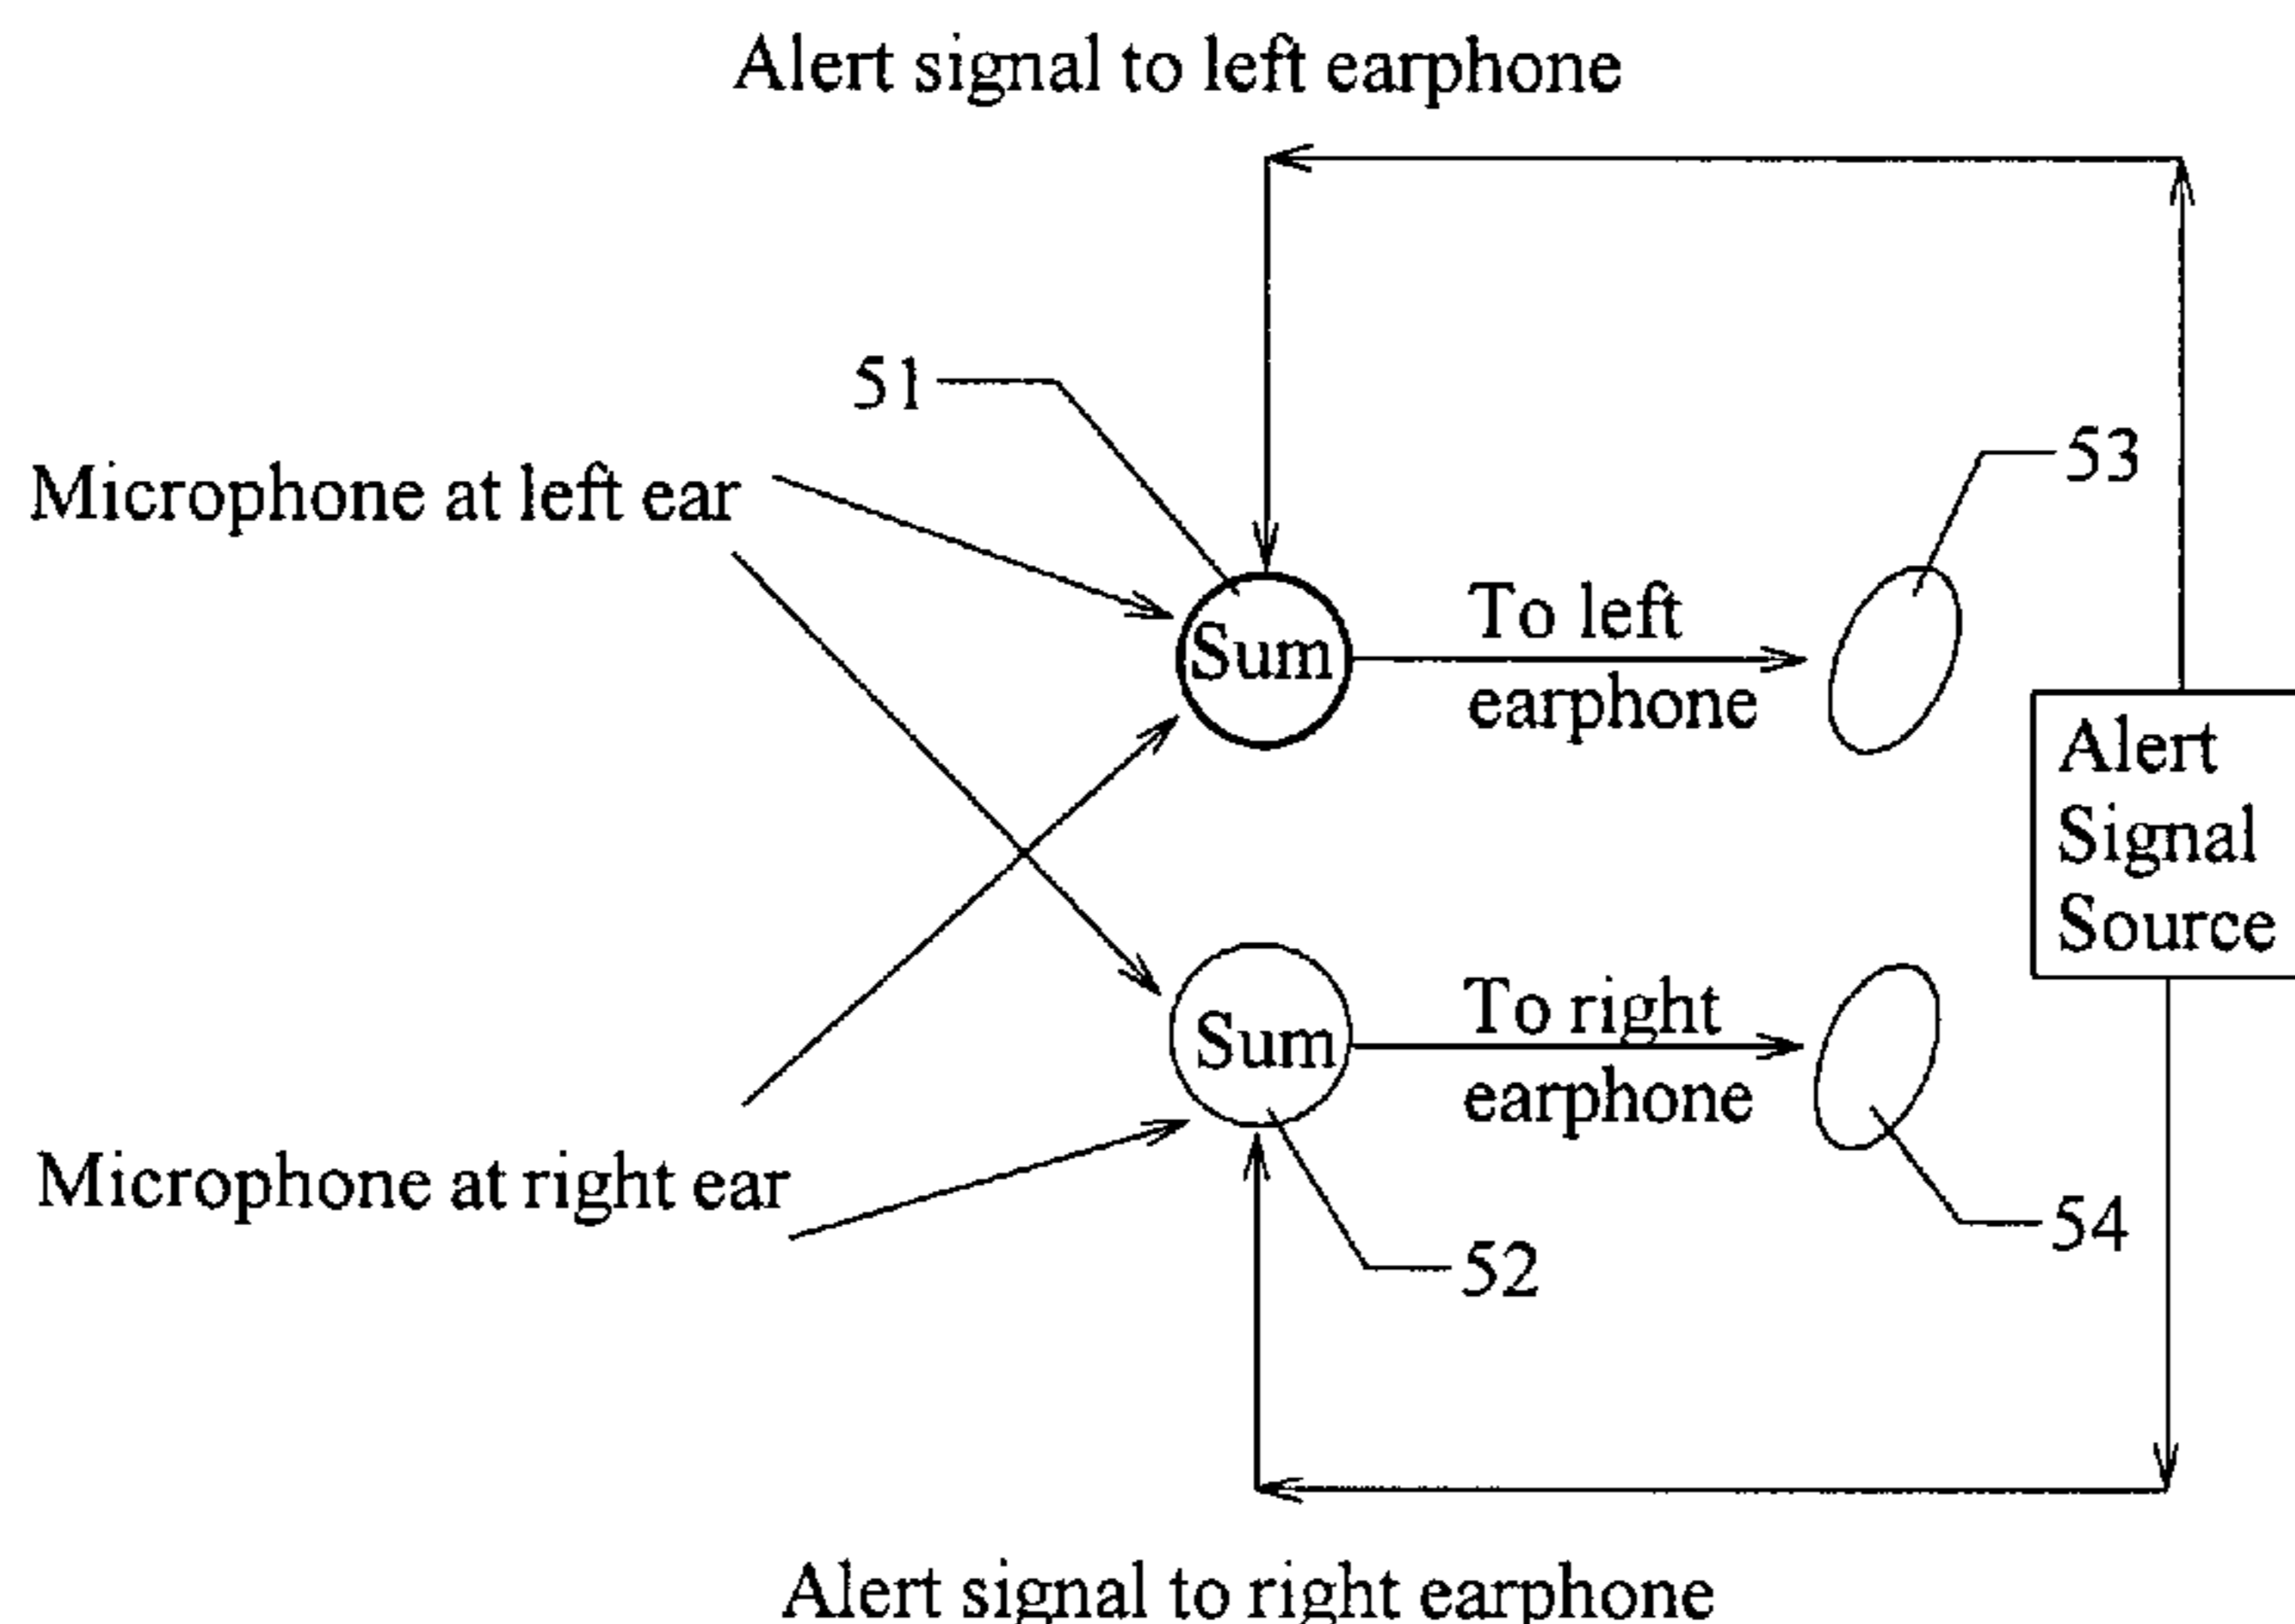 Alert signal to left earphone
51
53
Microphone at left ear
Sum
To left
earphone
Alert
Signal
Source
Sum
To right
earphone
Microphone at right ear
54
52
Alert signal to right earphone